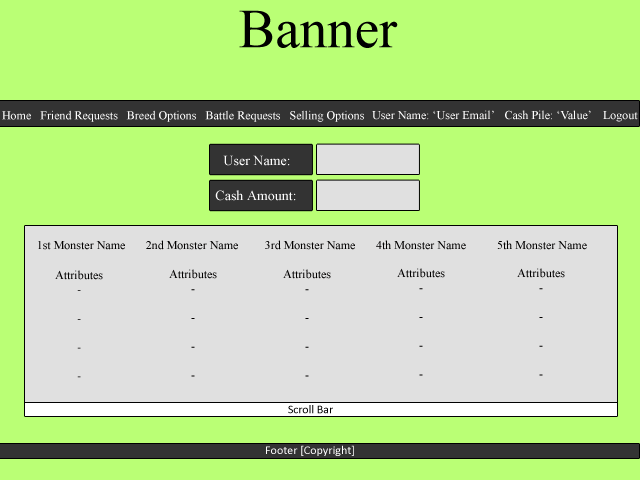 Banner
Home Friend Requests Breed Options Battle Requests Selling Options User Name: ‘User Email’ Cash Pile: ‘Value’ Logout
User Name:
Cash Amount:
1st Monster Name 2nd Monster Name 3rd Monster Name 4th Monster Name 5th Monster Name
Attributes Attributes Attributes Attributes Attributes
- - - - -
- - - - -
- - - - -
- - - - -
Scroll Bar
Footer [Copyright]